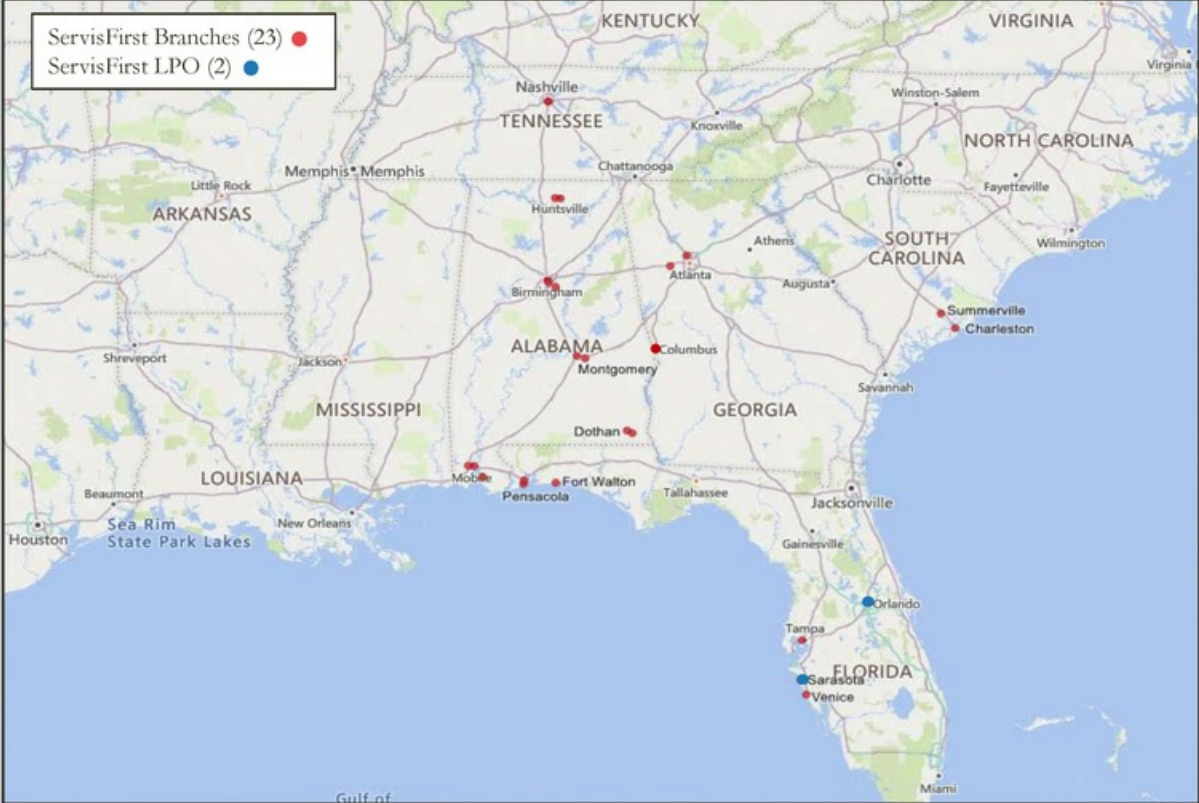 ServisFirst Branches (23)
ServisFirst LPO (2)
KENTUCKY
VIRGINIA
Virginia
Nashville
TENNESSEE
Knoxville
Winston-Salem
NORTH CAROLINA
Memphis Memphis
Chattanooga
Charlotte
Fayetteville
Little Rock
ARKANSAS
Huntsville
Wilmington
Athens
SOUTH
CAROLINA
Atlanta
Augusta
Birmingham
Summerville
Charleston
Shreveport
Jackson
ALABAMA
Columbus
Montgomery
Savannah
MISSISSIPPI
GEORGIA
Dothan
LOUISIANA
Mobile
Fort Walton
Pensacola
Tallahassee
Jacksonville
Beaumont
New Orleans
Sea Rim
State Park Lakes
Houston
Gainesville
Orlando
Tampa
FLORIDA
Sarasota
Venice
Miami
Gulf of